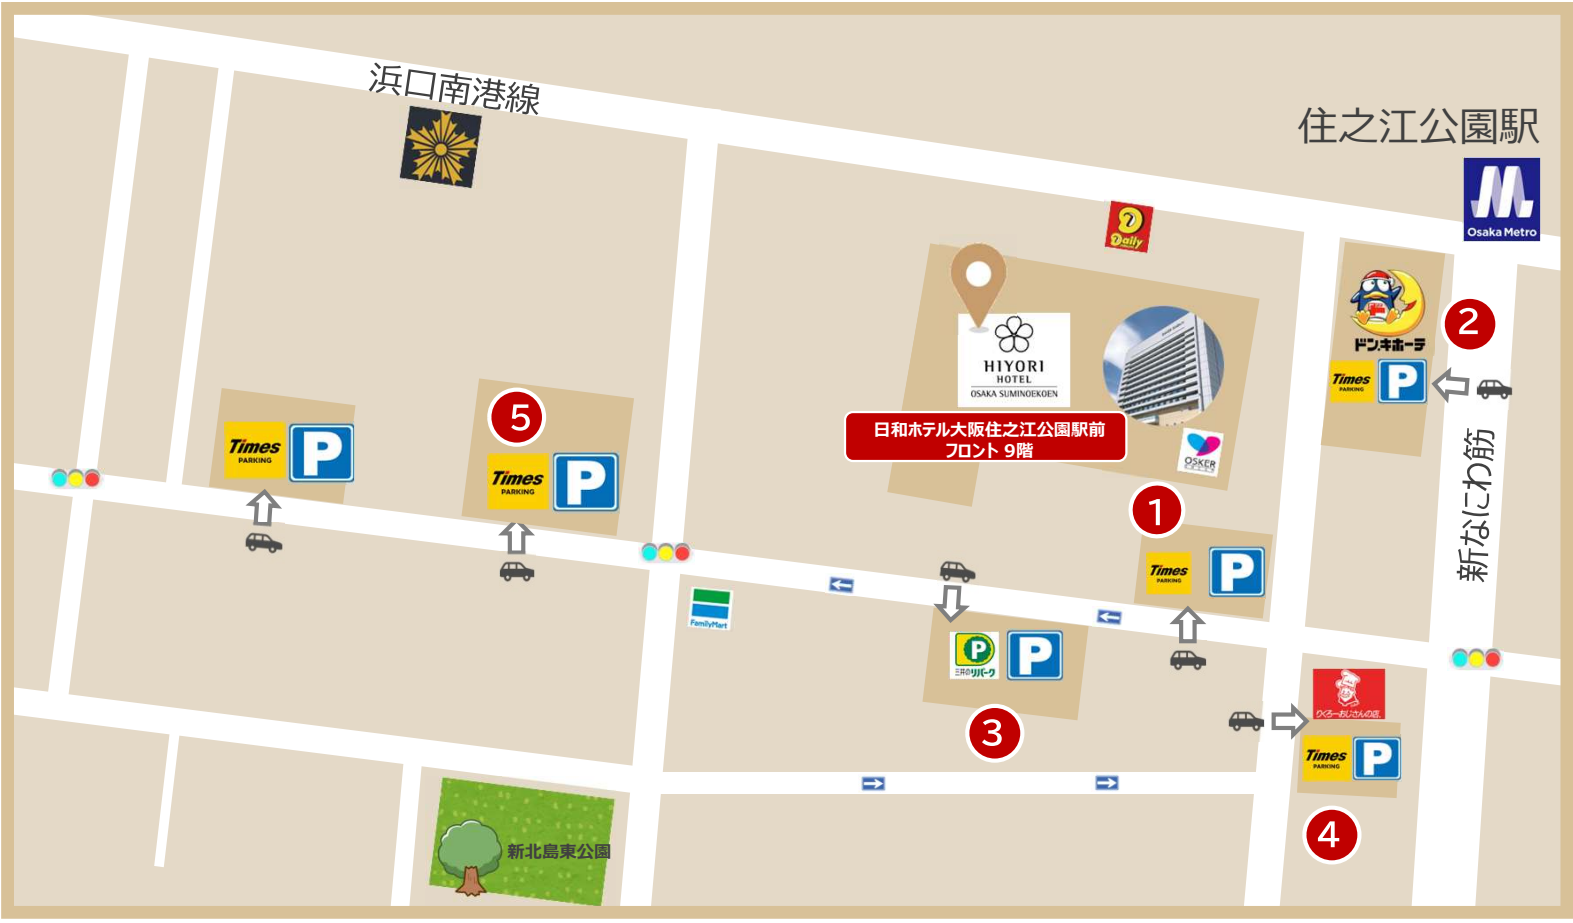 浜口南港線
住之江公園駅
Osaka Metro
Daily
ドン.キホーテ
2
Times
PARKING
P
HIYORI
HOTEL
OSAKA SUMINOEKOEN
日和ホテル大阪住之江公園駅前
フロント 9階
OSKER
新なにわ筋
5
Times
PARKING
P
Times
PARKING
P
1
Times
PARKING
P
FamilyMart
P
三井のリパーク
P
3
りくろーおじさんの店.
Times
PARKING
P
4
新北島東公園